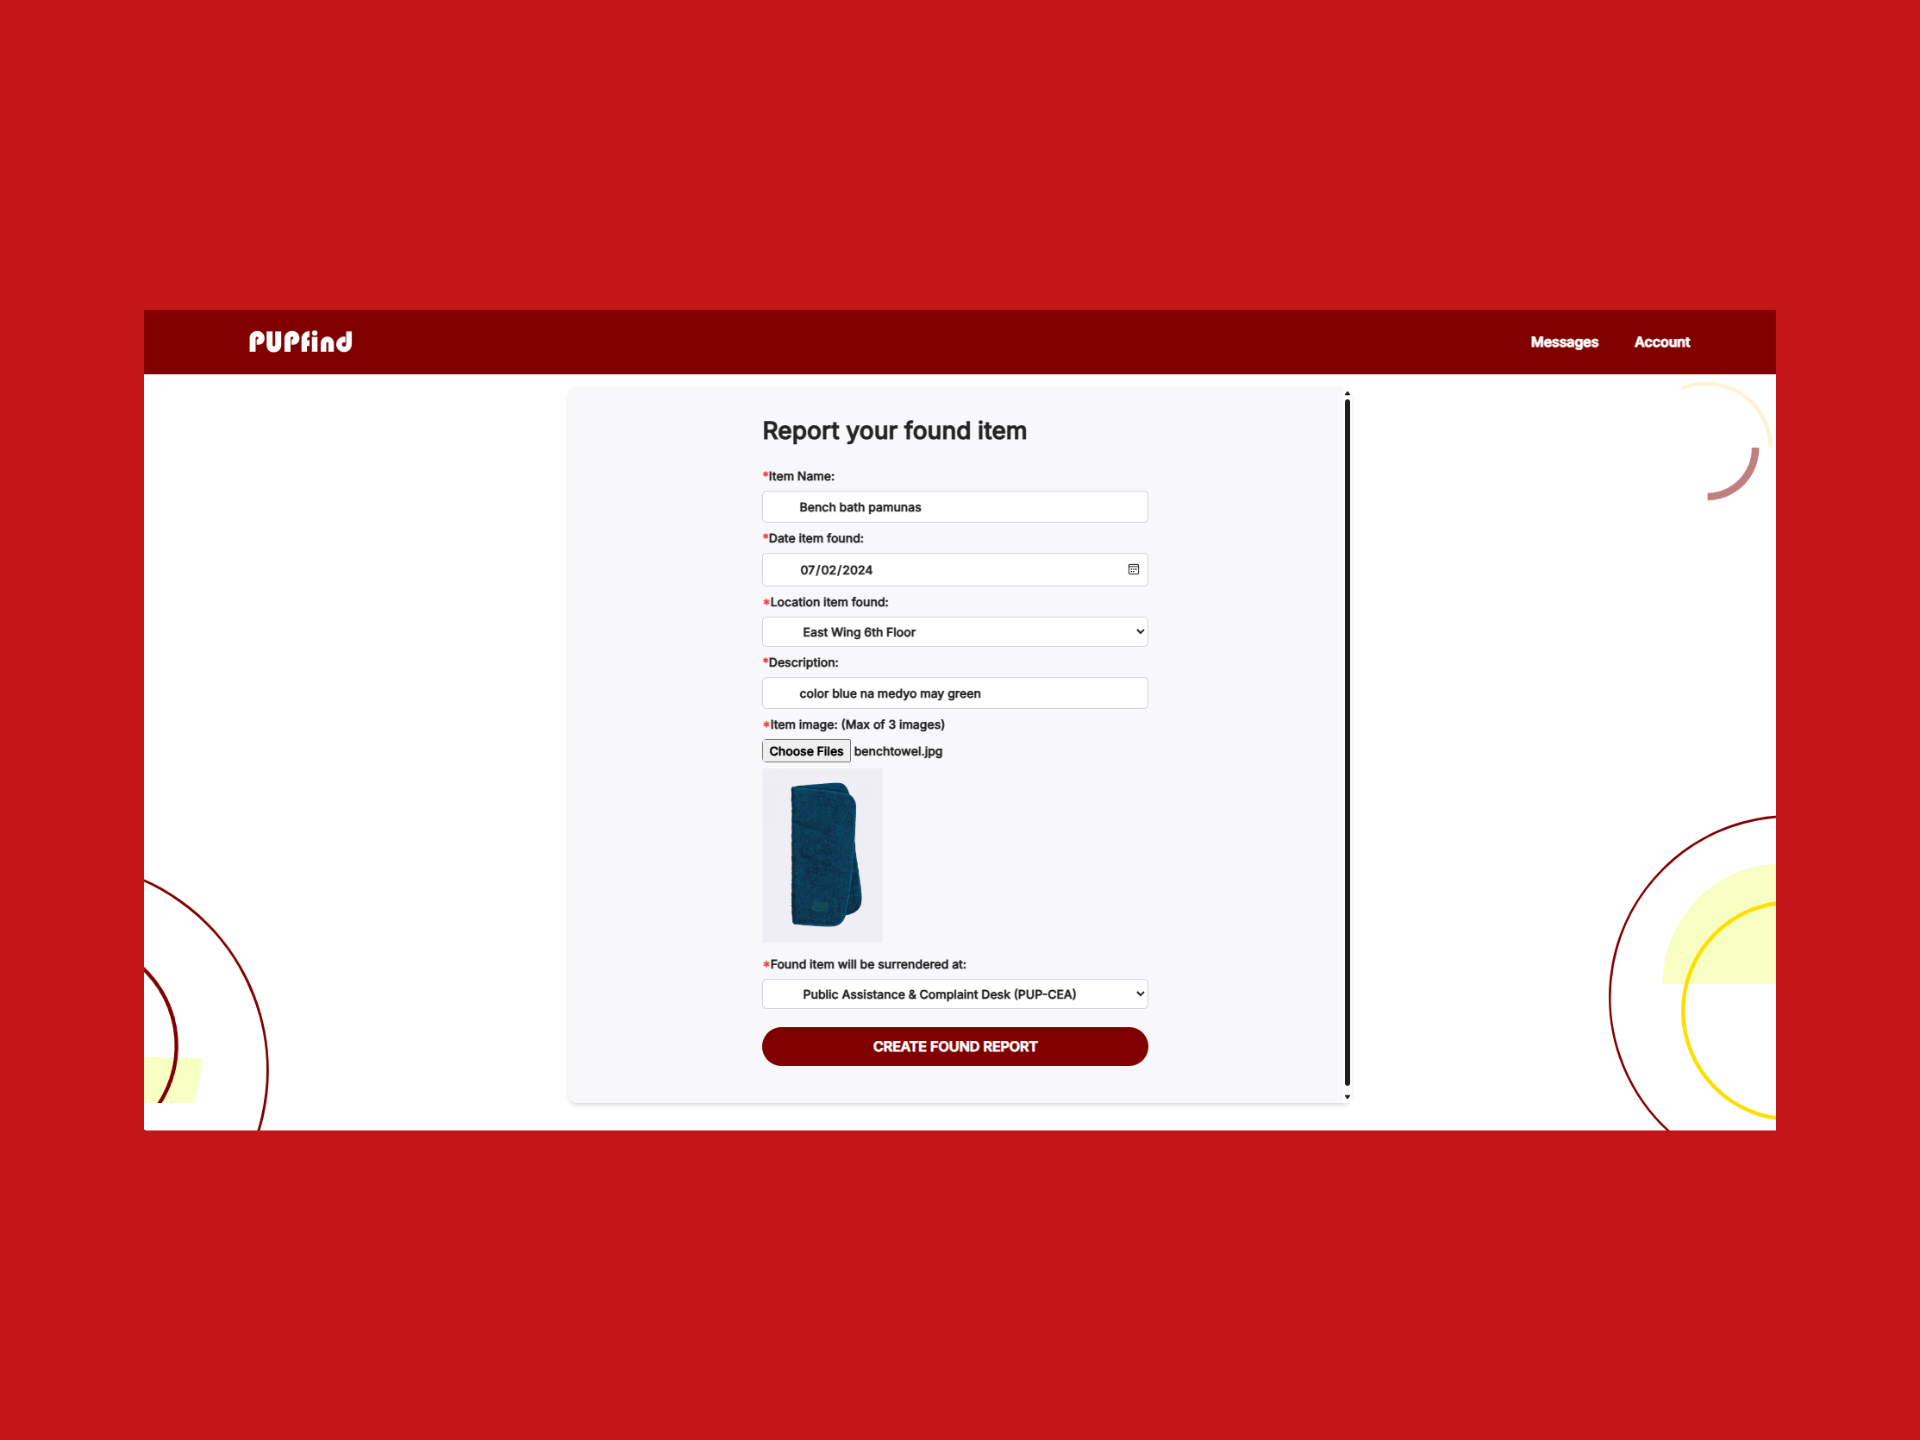 PUPfind
Messages
Account
Report your found item
*Item Name:
Bench bath pamunas
*Date item found:
07/02/2024
*Location item found:
East Wing 6th Floor
*Description:
color blue na medyo may green
*Item image: (Max of 3 images)
Choose Files benchtowel.jpg
*Found item will be surrendered at:
Public Assistance & Complaint Desk (PUP-CEA)
CREATE FOUND REPORT